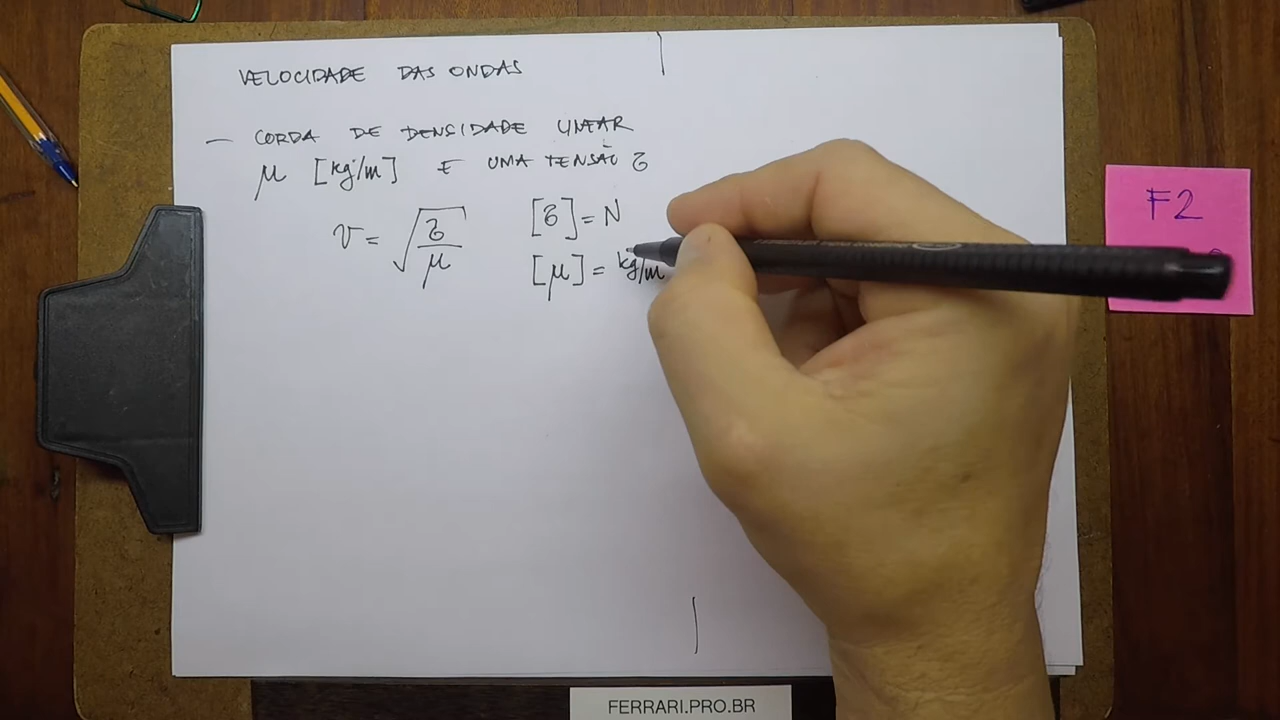 VELOCIDADE DAS ONDAS
— CORDA DE DENSIDADE LINEAR
μ [kg/m] E UMA TENSÃO τ
v = √(τ/μ)
[τ] = N
[μ] = kg/m
F2
FERRARI.PRO.BR